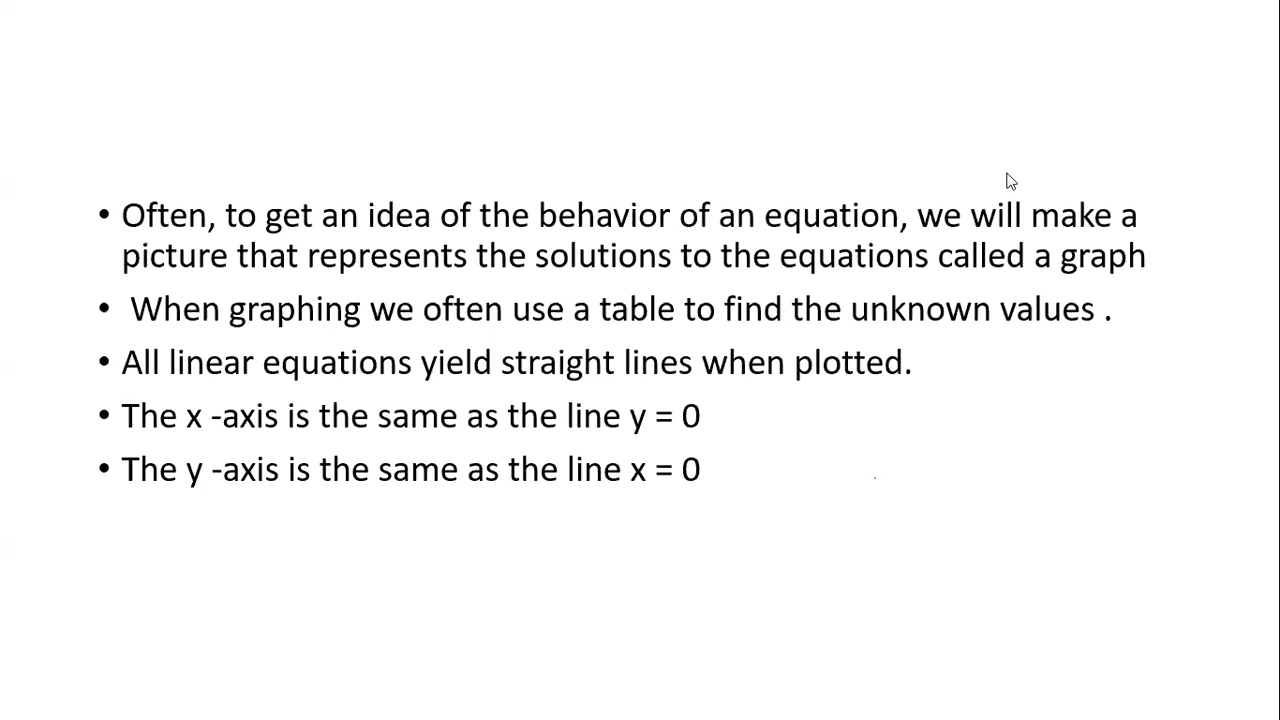 • Often, to get an idea of the behavior of an equation, we will make a
picture that represents the solutions to the equations called a graph
• When graphing we often use a table to find the unknown values .
• All linear equations yield straight lines when plotted.
• The x -axis is the same as the line y = 0
• The y -axis is the same as the line x = 0